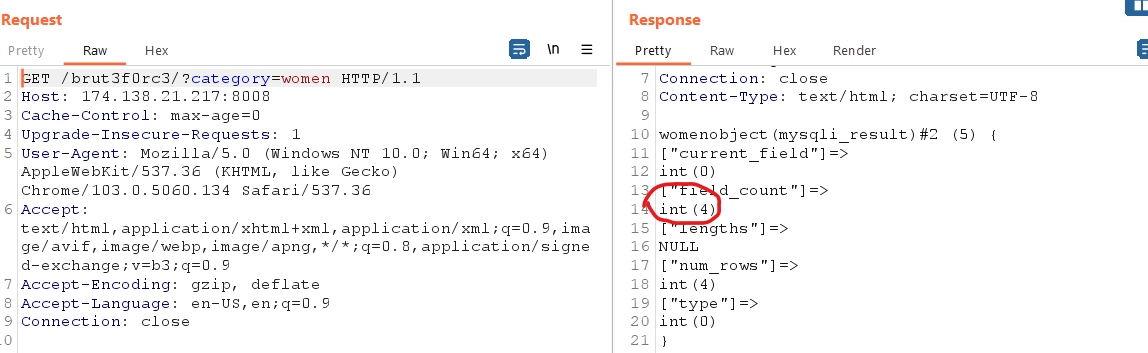 Request
Pretty Raw Hex \n
1 GET /brut3f0rc3/?category=women HTTP/1.1
2 Host: 174.138.21.217:8008
3 Cache-Control: max-age=0
4 Upgrade-Insecure-Requests: 1
5 User-Agent: Mozilla/5.0 (Windows NT 10.0; Win64; x64)
AppleWebKit/537.36 (KHTML, like Gecko)
Chrome/103.0.5060.134 Safari/537.36
6 Accept:
text/html,application/xhtml+xml,application/xml;q=0.9,ima
ge/avif,image/webp,image/apng,*/*;q=0.8,application/signe
d-exchange;v=b3;q=0.9
7 Accept-Encoding: gzip, deflate
8 Accept-Language: en-US,en;q=0.9
9 Connection: close
0
Response
Pretty Raw Hex Render
7 Connection: close
8 Content-Type: text/html; charset=UTF-8
9
10 womenobject(mysqli_result)#2 (5) {
11 ["current_field"]=>
12 int(0)
13 ["field_count"]=>
14 int(4)
15 ["lengths"]=>
16 NULL
17 ["num_rows"]=>
18 int(4)
19 ["type"]=>
20 int(0)
21 }